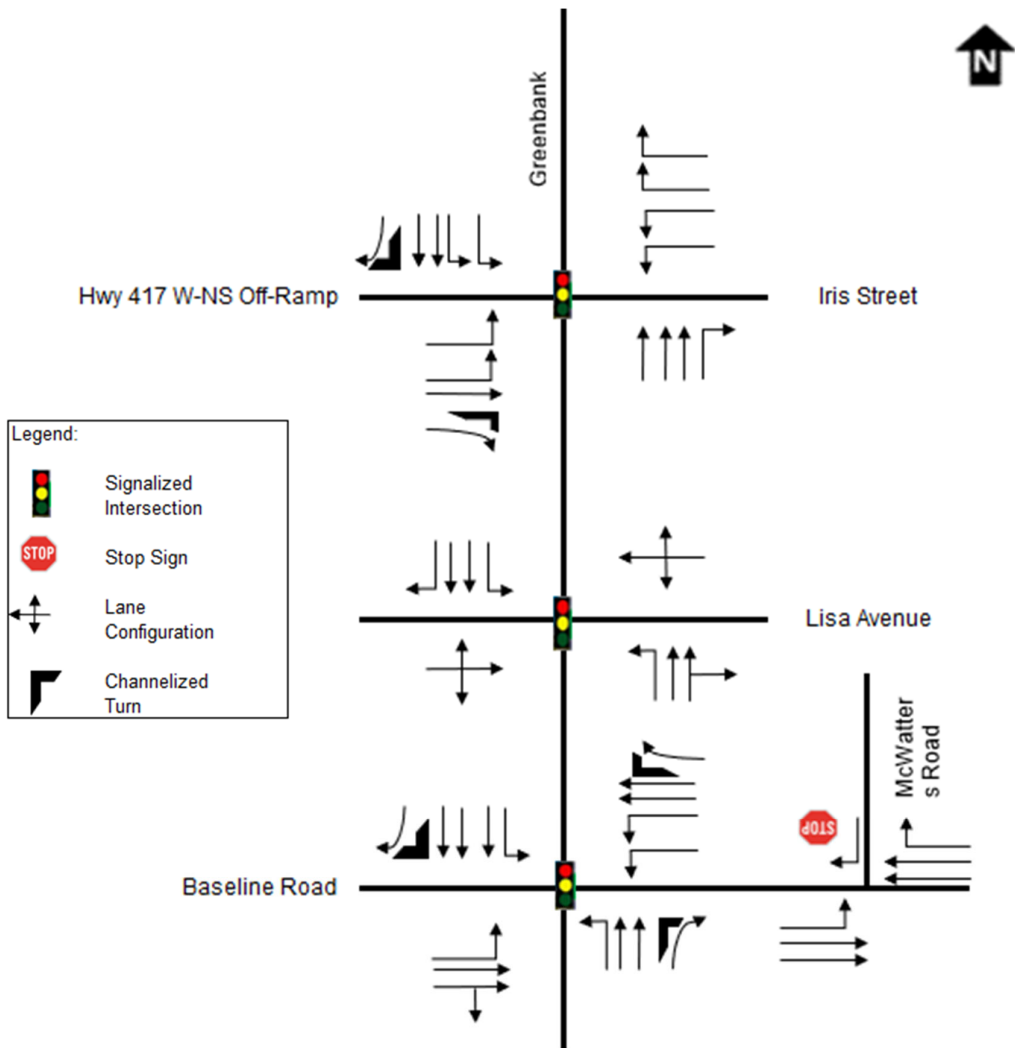 N
Greenbank
Hwy 417 W-NS Off-Ramp
Iris Street
Legend:
Signalized
Intersection
STOP
Stop Sign
Lane
Configuration
Channelized
Turn
Lisa Avenue
McWatter
s Road
STOP
Baseline Road